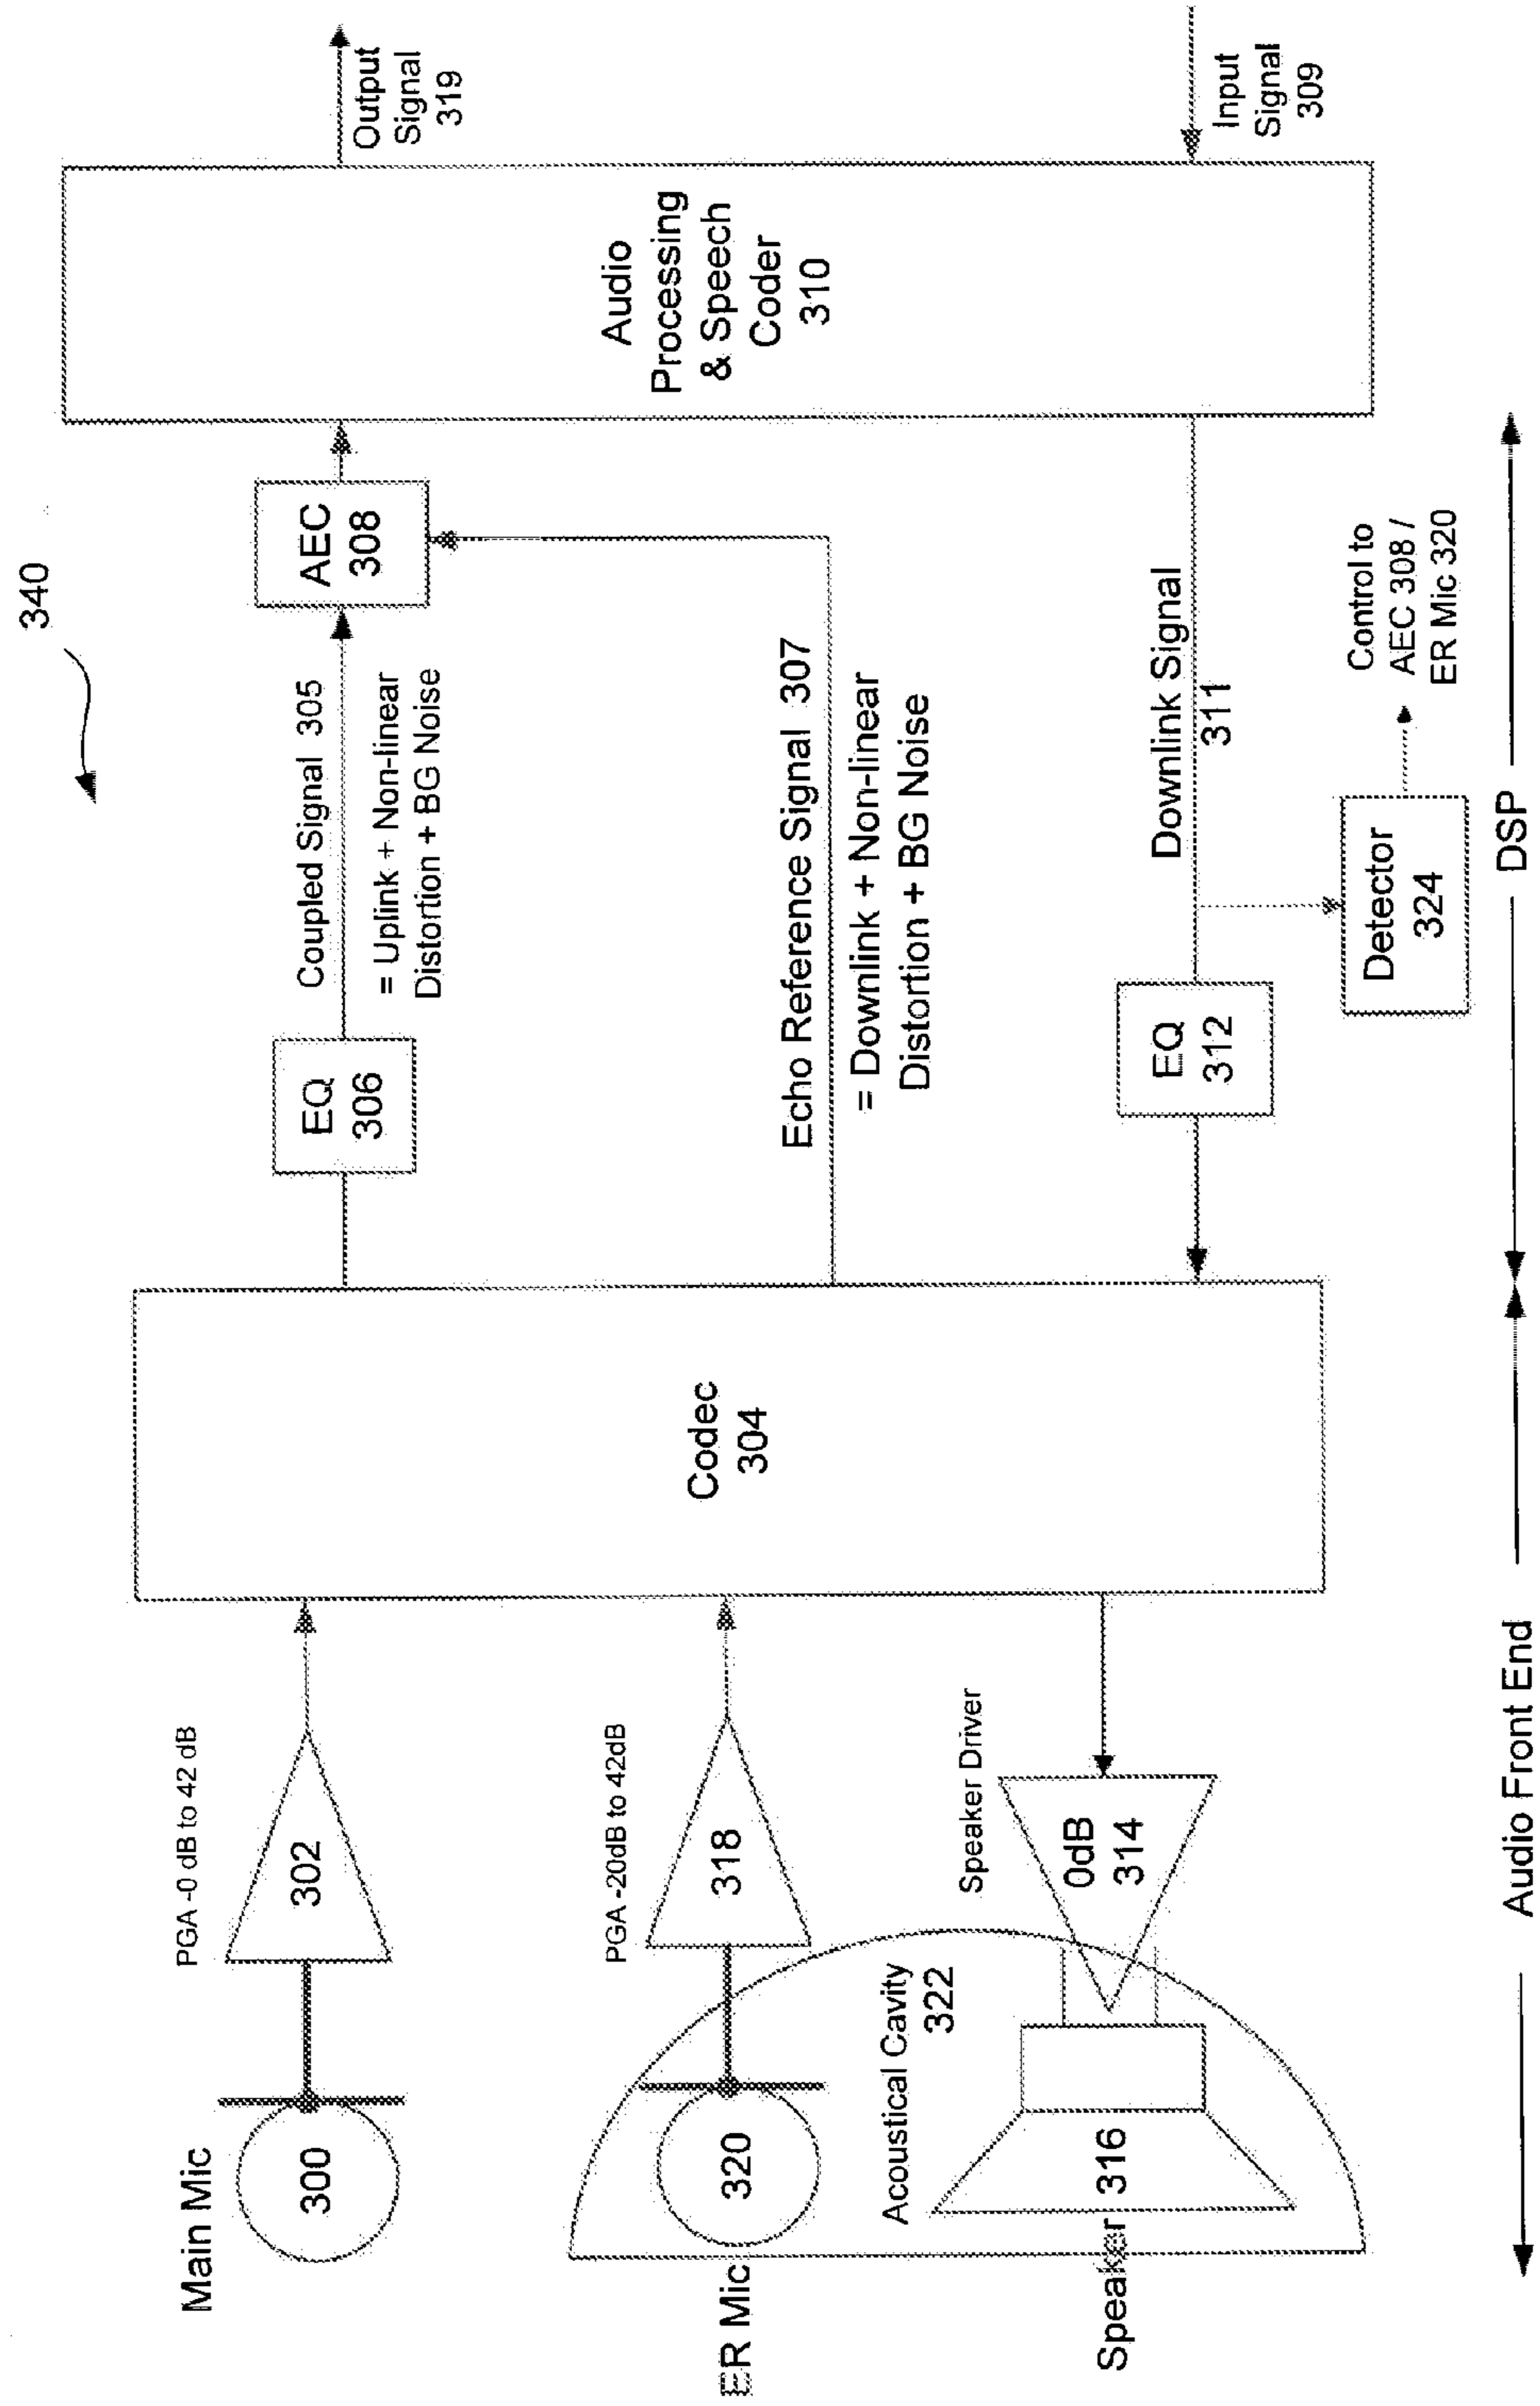 340
Main Mic
300
PGA -0 dB to 42 dB
302
ER Mic
320
PGA -20dB to 42dB
318
Acoustical Cavity
322
Speaker
316
Speaker Driver
0dB
314
Codec
304
EQ
306
Coupled Signal 305
= Uplink + Non-linear
Distortion + BG Noise
AEC
308
Echo Reference Signal 307
= Downlink + Non-linear
Distortion + BG Noise
EQ
312
Downlink Signal
311
Detector
324
Control to
AEC 308 /
ER Mic 320
Audio
Processing
& Speech
Coder
310
Output
Signal
319
Input
Signal
309
Audio Front End
DSP